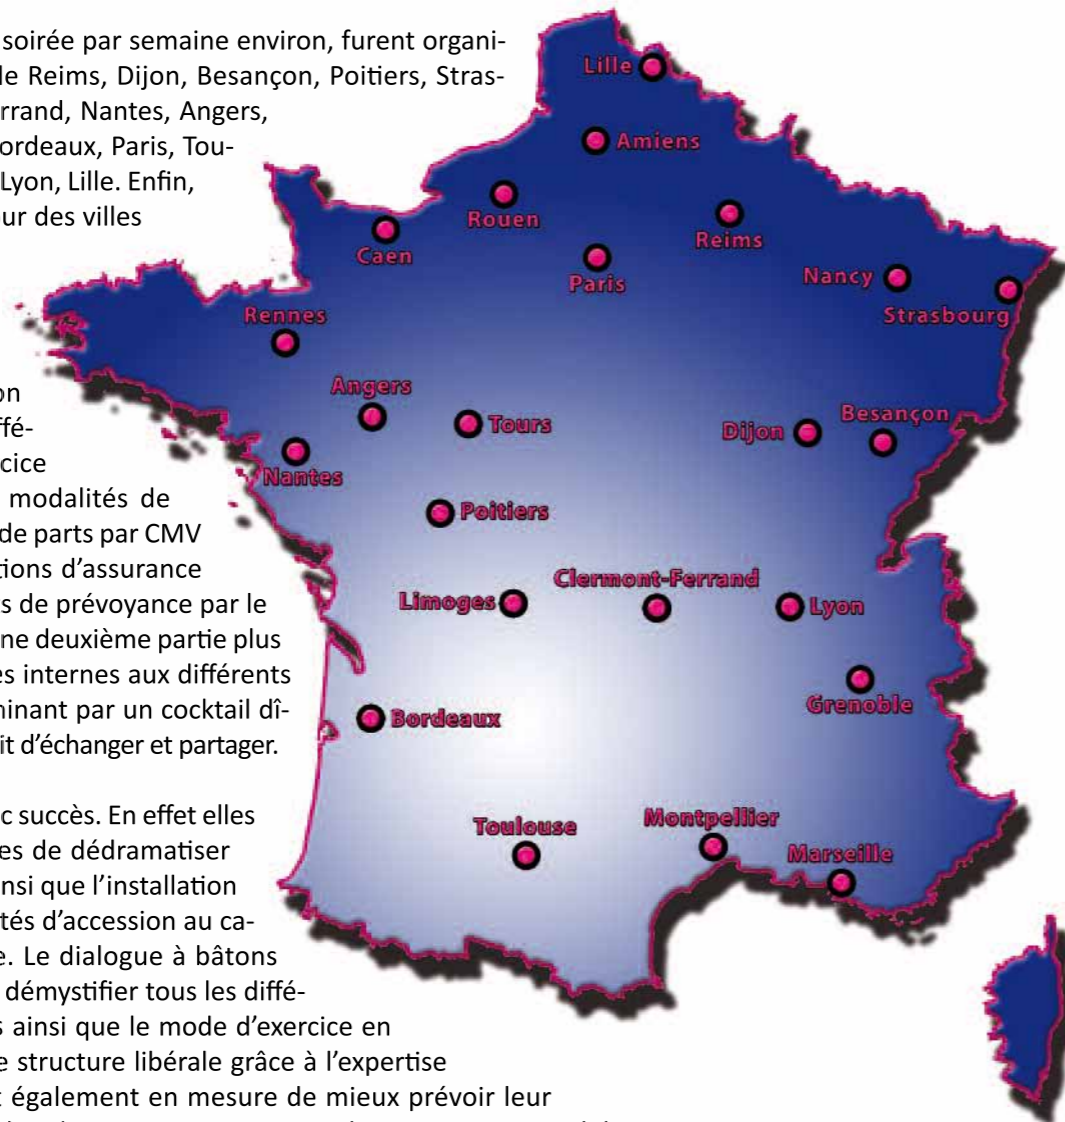 soirée par semaine environ, furent organi-
le Reims, Dijon, Besançon, Poitiers, Stras-
rrand, Nantes, Angers,
ordeaux, Paris, Tou-
Lyon, Lille. Enfin,
ur des villes
on
ffé-
cice
modalités de
de parts par CMV
tions d'assurance
s de prévoyance par le
ne deuxième partie plus
es internes aux différents
minant par un cocktail dî-
it d'échanger et partager.
c succès. En effet elles
es de dédramatiser
insi que l'installation
tés d'accession au ca-
e. Le dialogue à bâtons
démystifier tous les diffé-
s ainsi que le mode d'exercice en
e structure libérale grâce à l'expertise
t également en mesure de mieux prévoir leur
Lille
Amiens
Rouen
Caen
Reims
Paris
Nancy
Strasbourg
Rennes
Angers
Tours
Nantes
Dijon
Besançon
Poitiers
Limoges
Clermont-Ferrand
Lyon
Grenoble
Bordeaux
Toulouse
Montpellier
Marseille